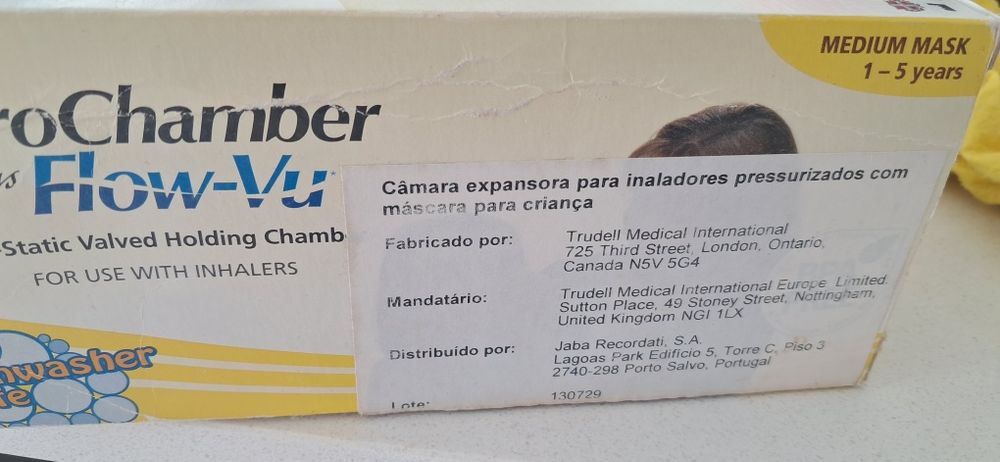 MEDIUM MASK
1 – 5 years
roChamber
Flow-Vu
-Static Valved Holding Chamb
FOR USE WITH INHALERS
hwasher
fe
Câmara expansora para inaladores pressurizados com
máscara para criança
Fabricado por: Trudell Medical International
725 Third Street, London, Ontario,
Canada N5V 5G4
Mandatário: Trudell Medical International Europe Limited.
Sutton Place, 49 Stoney Street, Nottingham,
United Kingdom NGI 1LX
Distribuído por: Jaba Recordati, S.A.
Lagoas Park Edifício 5, Torre C, Piso 3
2740-298 Porto Salvo, Portugal
Lote: 130729